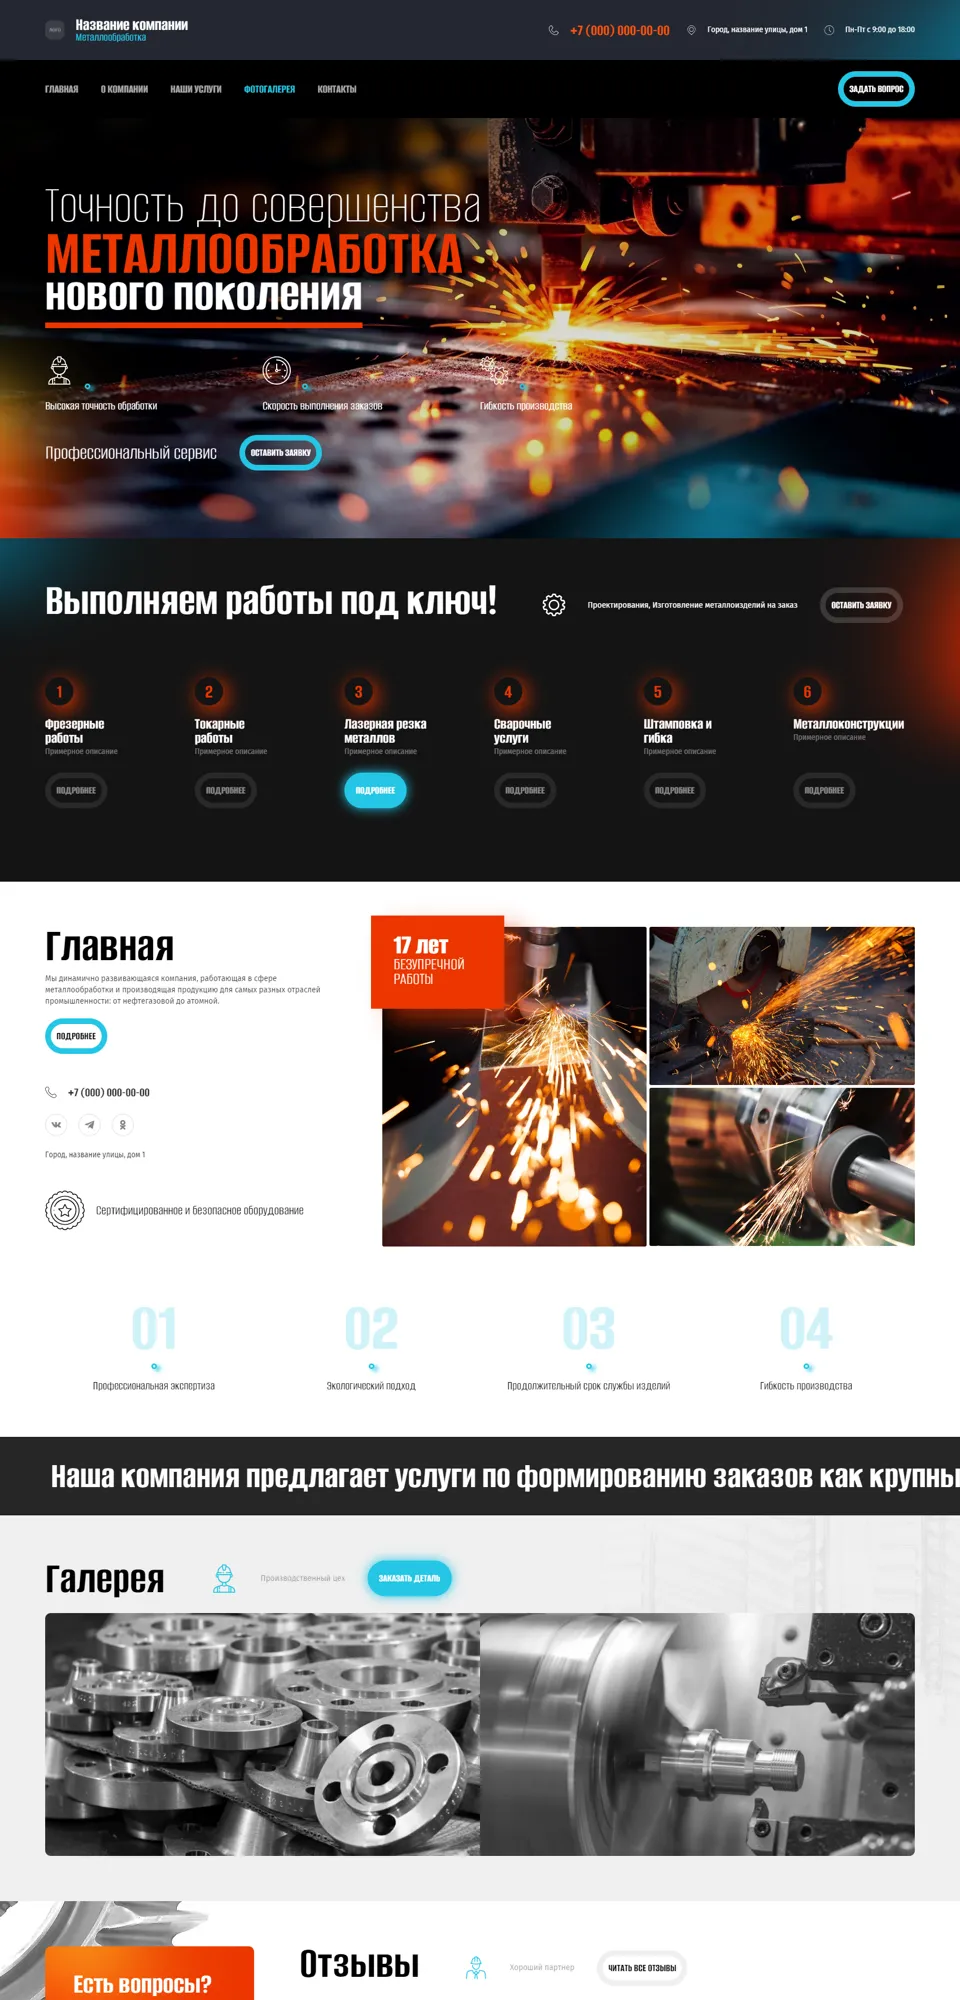 Название компании
Металлообработка
+7 (000) 000-00-00
Город, название улицы, дом 1
Пн-Пт с 9:00 до 18:00
ГЛАВНАЯ
О КОМПАНИИ
НАШИ УСЛУГИ
ФОТОГАЛЕРЕЯ
КОНТАКТЫ
ЗАДАТЬ ВОПРОС
Точность до совершенства
МЕТАЛЛООБРАБОТКА
нового поколения
Высокая точность обработки
Скорость выполнения заказов
Гибкость производства
Профессиональный сервис
ОСТАВИТЬ ЗАЯВКУ
Выполняем работы под ключ!
Проектирования, Изготовление металлоизделий на заказ
ОСТАВИТЬ ЗАЯВКУ
1
Фрезерные
работы
Примерное описание
ПОДРОБНЕЕ
2
Токарные
работы
Примерное описание
ПОДРОБНЕЕ
3
Лазерная резка
металлов
Примерное описание
ПОДРОБНЕЕ
4
Сварочные
услуги
Примерное описание
ПОДРОБНЕЕ
5
Штамповка и
гибка
Примерное описание
ПОДРОБНЕЕ
6
Металлоконструкции
Примерное описание
ПОДРОБНЕЕ
Главная
Мы динамично развивающаяся компания, работающая в сфере
металлообработки и производящая продукцию для самых разных отраслей
промышленности: от нефтегазовой до атомной.
ПОДРОБНЕЕ
+7 (000) 000-00-00
Город, название улицы, дом 1
Сертифицированное и безопасное оборудование
17 лет
БЕЗУПРЕЧНОЙ
РАБОТЫ
01
Профессиональная экспертиза
02
Экологический подход
03
Продолжительный срок службы изделий
04
Гибкость производства
Наша компания предлагает услуги по формированию заказов как крупны
Галерея
Производственный цех
ЗАКАЗАТЬ ДЕТАЛЬ
Есть вопросы?
Отзывы
Хороший партнер
ЧИТАТЬ ВСЕ ОТЗЫВЫ